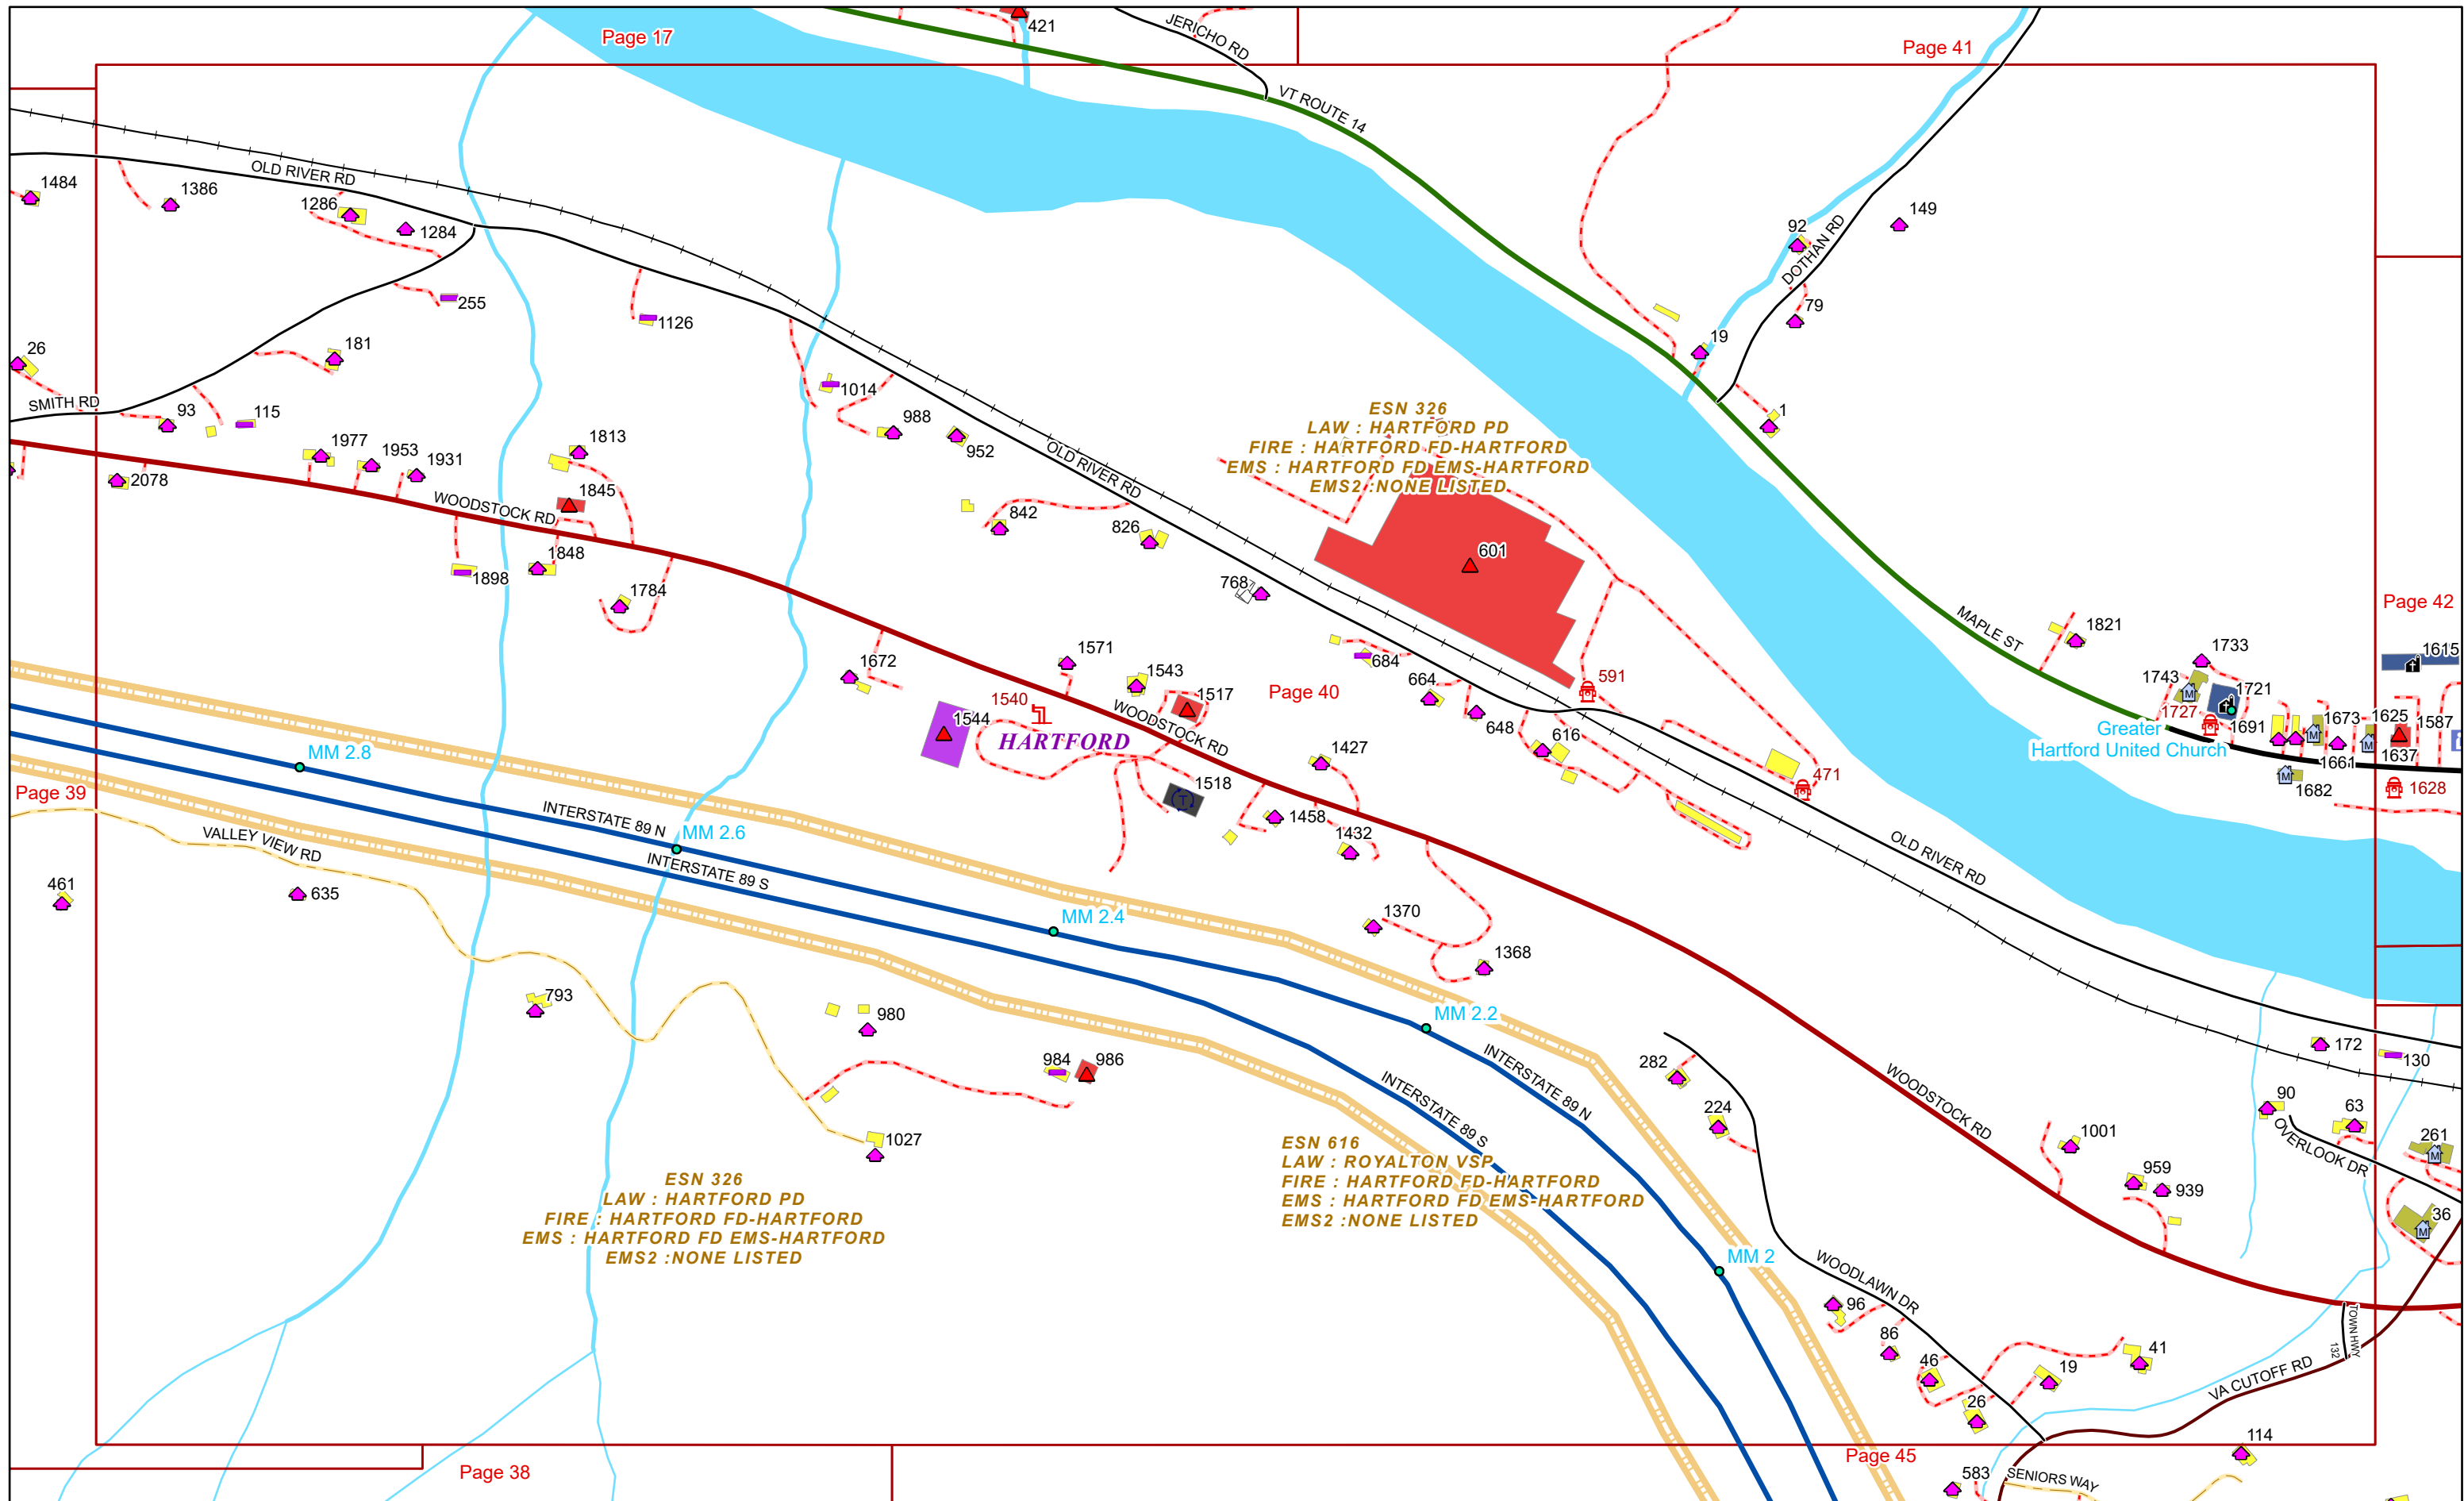 421
JERICHO RD
Page 17
Page 41
VT ROUTE 14
OLD RIVER RD
1484
1386
1286
1284
92
149
DOTHAN RD
255
79
1126
19
26
181
1014
SMITH RD
93
115
988
952
1
ESN 326
LAW : HARTFORD PD
FIRE : HARTFORD FD-HARTFORD
EMS : HARTFORD FD EMS-HARTFORD
EMS2 :NONE LISTED
1977
1953
1931
1813
2078
1845
WOODSTOCK RD
OLD RIVER RD
842
826
1848
1898
1784
601
768
Page 42
MAPLE ST
1821
1733
1615
1672
1571
1543
684
591
1743
1721
1517
1540
Page 40
664
1544
HARTFORD
WOODSTOCK RD
648
616
1727
1691
1673
1625
1587
Greater
Hartford United Church
1661
1637
MM 2.8
1427
1518
471
1682
1628
Page 39
INTERSTATE 89 N
MM 2.6
1458
1432
VALLEY VIEW RD
INTERSTATE 89 S
OLD RIVER RD
461
635
MM 2.4
1370
1368
793
980
MM 2.2
984
986
282
INTERSTATE 89 N
172
130
INTERSTATE 89 S
224
WOODSTOCK RD
90
63
1027
1001
OVERLOOK DR
261
ESN 616
LAW : ROYALTON VSP
FIRE : HARTFORD FD-HARTFORD
EMS : HARTFORD FD EMS-HARTFORD
EMS2 :NONE LISTED
ESN 326
LAW : HARTFORD PD
FIRE : HARTFORD FD-HARTFORD
EMS : HARTFORD FD EMS-HARTFORD
EMS2 :NONE LISTED
959
939
36
MM 2
WOODLAWN DR
96
86
46
26
19
41
TOWN HWY
132
VA CUTOFF RD
114
Page 38
Page 45
583
SENIORS WAY